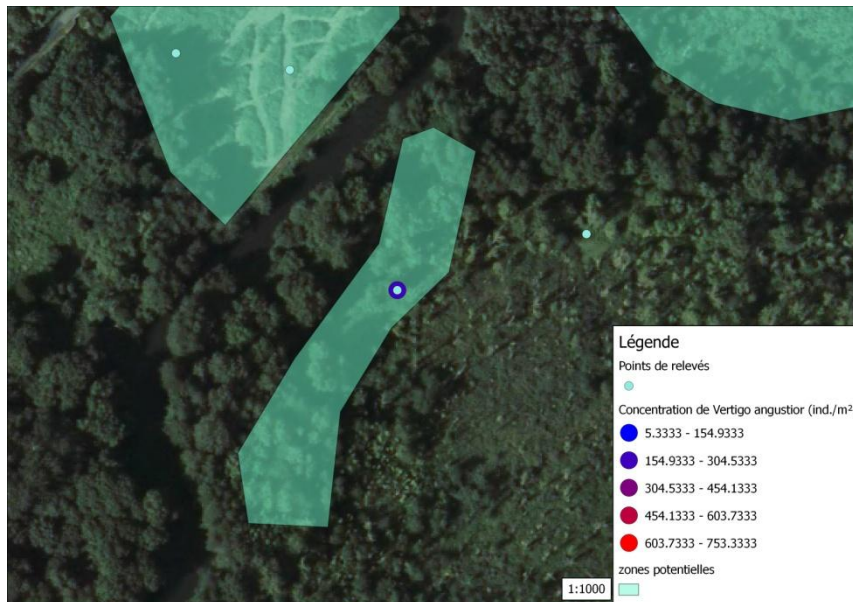 Légende
Points de relevés
Concentration de Vertigo angustior (ind./m²
5.3333 - 154.9333
154.9333 - 304.5333
304.5333 - 454.1333
454.1333 - 603.7333
603.7333 - 753.3333
zones potentielles
1:1000